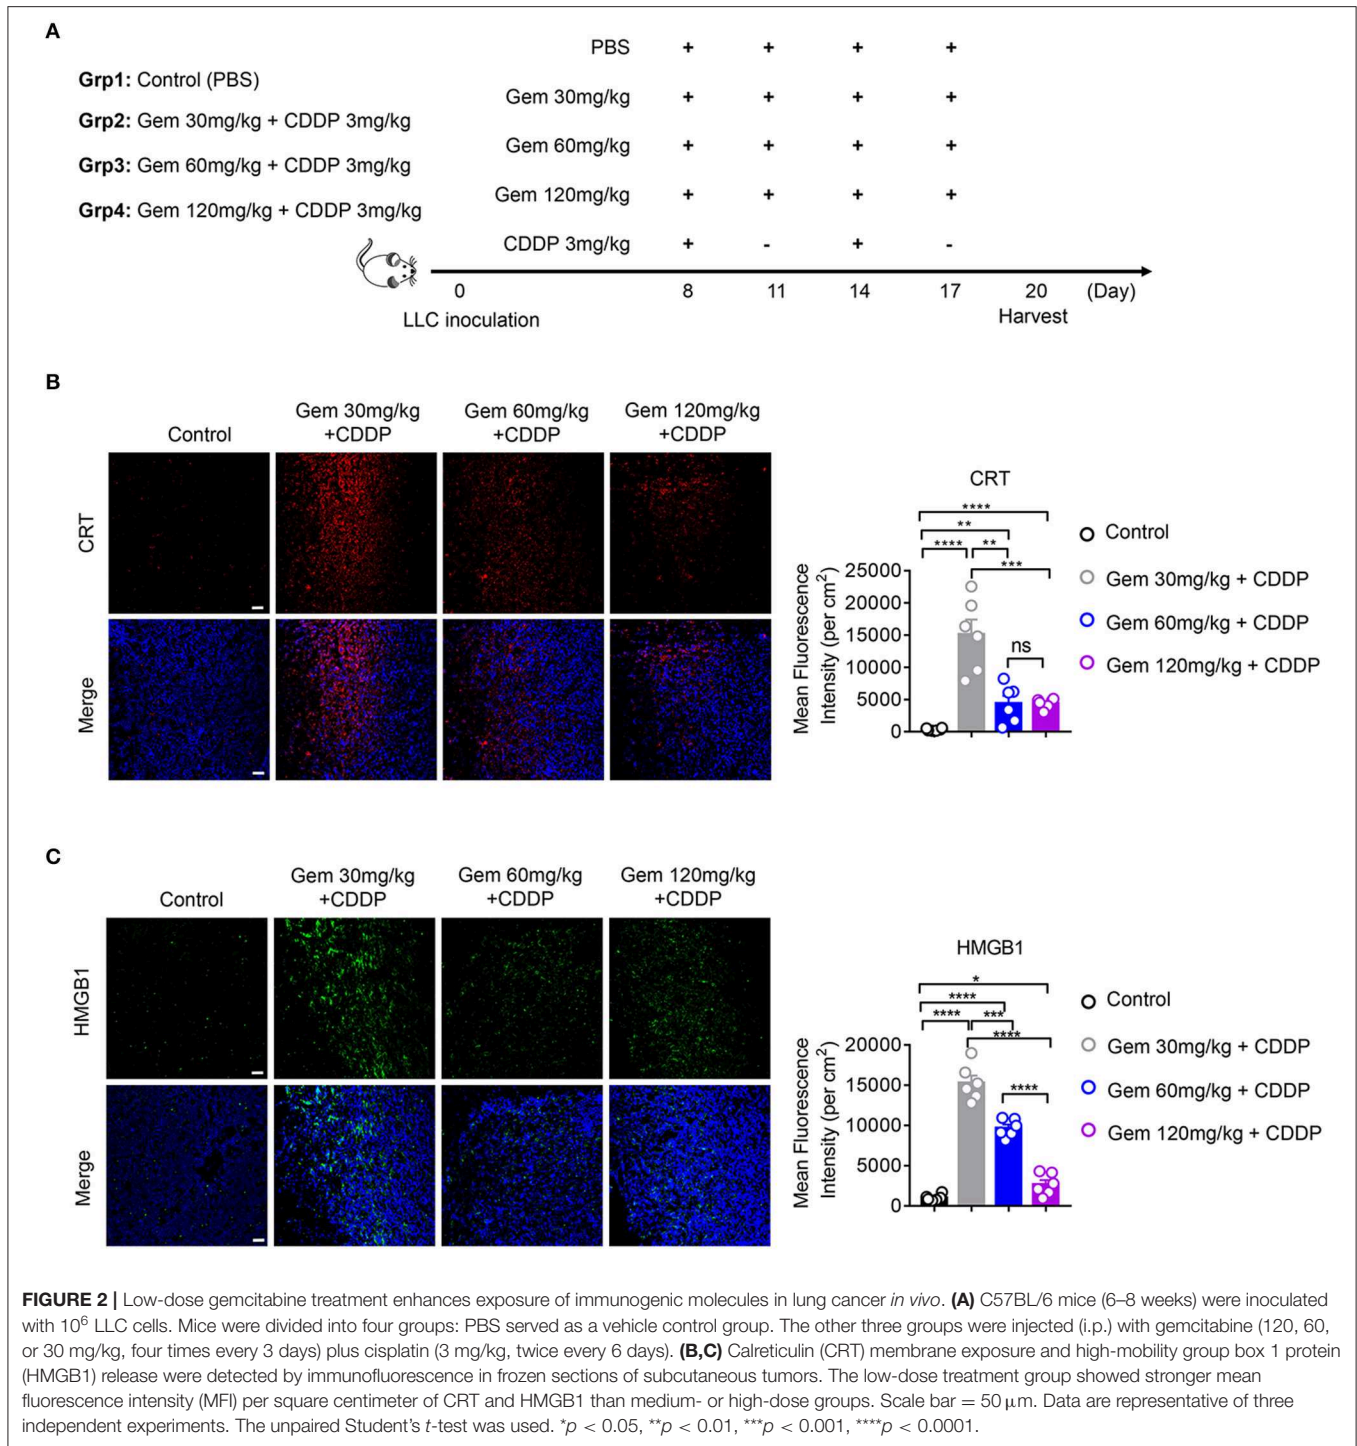 A
Grp1: Control (PBS)
Grp2: Gem 30mg/kg + CDDP 3mg/kg
Grp3: Gem 60mg/kg + CDDP 3mg/kg
Grp4: Gem 120mg/kg + CDDP 3mg/kg
PBS + + + +
Gem 30mg/kg + + + +
Gem 60mg/kg + + + +
Gem 120mg/kg + + + +
CDDP 3mg/kg + - + -
0 8 11 14 17 20 (Day)
LLC inoculation Harvest
B
Control
Gem 30mg/kg
+CDDP
Gem 60mg/kg
+CDDP
Gem 120mg/kg
+CDDP
CRT
Merge
CRT
****
**
**** **
***
ns
Mean Fluorescence
Intensity (per cm²)
25000
20000
15000
10000
5000
0
Control
Gem 30mg/kg + CDDP
Gem 60mg/kg + CDDP
Gem 120mg/kg + CDDP
C
Control
Gem 30mg/kg
+CDDP
Gem 60mg/kg
+CDDP
Gem 120mg/kg
+CDDP
HMGB1
Merge
HMGB1
*
****
**** ***
****
****
Mean Fluorescence
Intensity (per cm²)
20000
15000
10000
5000
0
Control
Gem 30mg/kg + CDDP
Gem 60mg/kg + CDDP
Gem 120mg/kg + CDDP
FIGURE 2 | Low-dose gemcitabine treatment enhances exposure of immunogenic molecules in lung cancer in vivo. (A) C57BL/6 mice (6–8 weeks) were inoculated
with 10⁶ LLC cells. Mice were divided into four groups: PBS served as a vehicle control group. The other three groups were injected (i.p.) with gemcitabine (120, 60,
or 30 mg/kg, four times every 3 days) plus cisplatin (3 mg/kg, twice every 6 days). (B,C) Calreticulin (CRT) membrane exposure and high-mobility group box 1 protein
(HMGB1) release were detected by immunofluorescence in frozen sections of subcutaneous tumors. The low-dose treatment group showed stronger mean
fluorescence intensity (MFI) per square centimeter of CRT and HMGB1 than medium- or high-dose groups. Scale bar = 50 µm. Data are representative of three
independent experiments. The unpaired Student's t-test was used. *p < 0.05, **p < 0.01, ***p < 0.001, ****p < 0.0001.